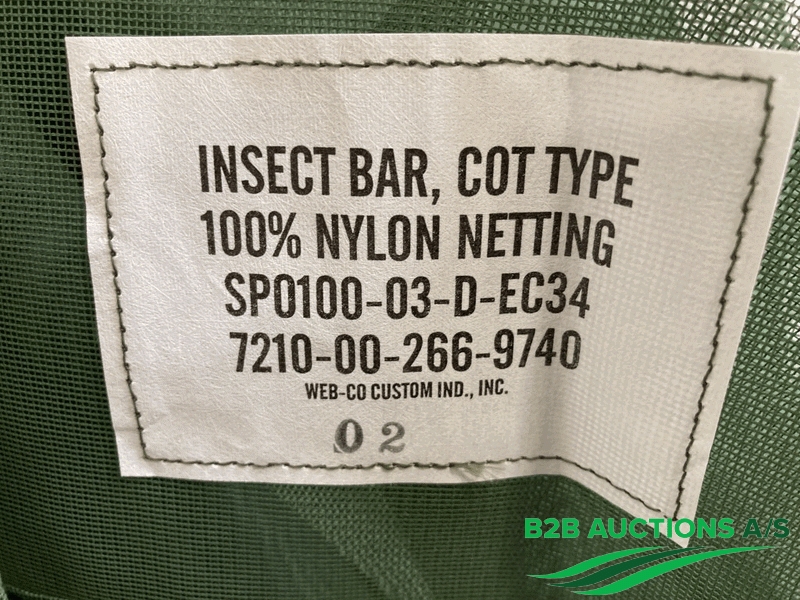 INSECT BAR, COT TYPE
100% NYLON NETTING
SP0100-03-D-EC34
7210-00-266-9740
WEB-CO CUSTOM IND., INC.
02
B2B AUCTIONS A/S